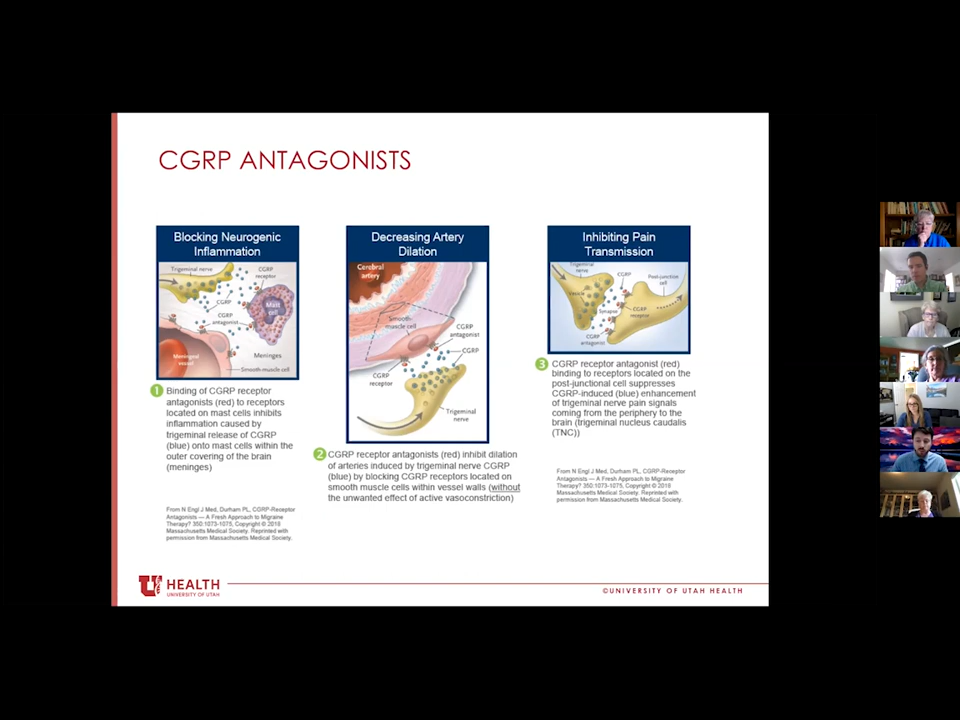 CGRP ANTAGONISTS
Blocking Neurogenic
Inflammation
Trigeminal nerve
CGRP
receptor
CGRP
Mast
cell
CGRP
antagonist
Meninges
Meningeal
vessel
Smooth-muscle cell
1 Binding of CGRP receptor
antagonists (red) to receptors
located on mast cells inhibits
inflammation caused by
trigeminal release of CGRP
(blue) onto mast cells within the
outer covering of the brain
(meninges)
From N Engl J Med, Durham PL, CGRP-Receptor
Antagonists — A Fresh Approach to Migraine
Therapy? 350:1073-1075, Copyright © 2016
Massachusetts Medical Society. Reprinted with
permission from Massachusetts Medical Society.
Decreasing Artery
Dilation
Cerebral
artery
Smooth-
muscle cell
CGRP
antagonist
CGRP
CGRP
receptor
Trigeminal
nerve
2 CGRP receptor antagonists (red) inhibit dilation
of arteries induced by trigeminal nerve CGRP
(blue) by blocking CGRP receptors located on
smooth muscle cells within vessel walls (without
the unwanted effect of active vasoconstriction)
Inhibiting Pain
Transmission
Trigeminal
nerve
CGRP
Post-junction
cell
Vesicle
Synapse
CGRP
receptor
CGRP
antagonist
3 CGRP receptor antagonist (red)
binding to receptors located on the
post-junctional cell suppresses
CGRP-induced (blue) enhancement
of trigeminal nerve pain signals
coming from the periphery to the
brain (trigeminal nucleus caudalis
(TNC))
From N Engl J Med, Durham PL, CGRP-Receptor
Antagonists — A Fresh Approach to Migraine
Therapy? 350:1073-1075, Copyright © 2016
Massachusetts Medical Society. Reprinted with
permission from Massachusetts Medical Society.
U HEALTH
UNIVERSITY OF UTAH
©UNIVERSITY OF UTAH HEALTH